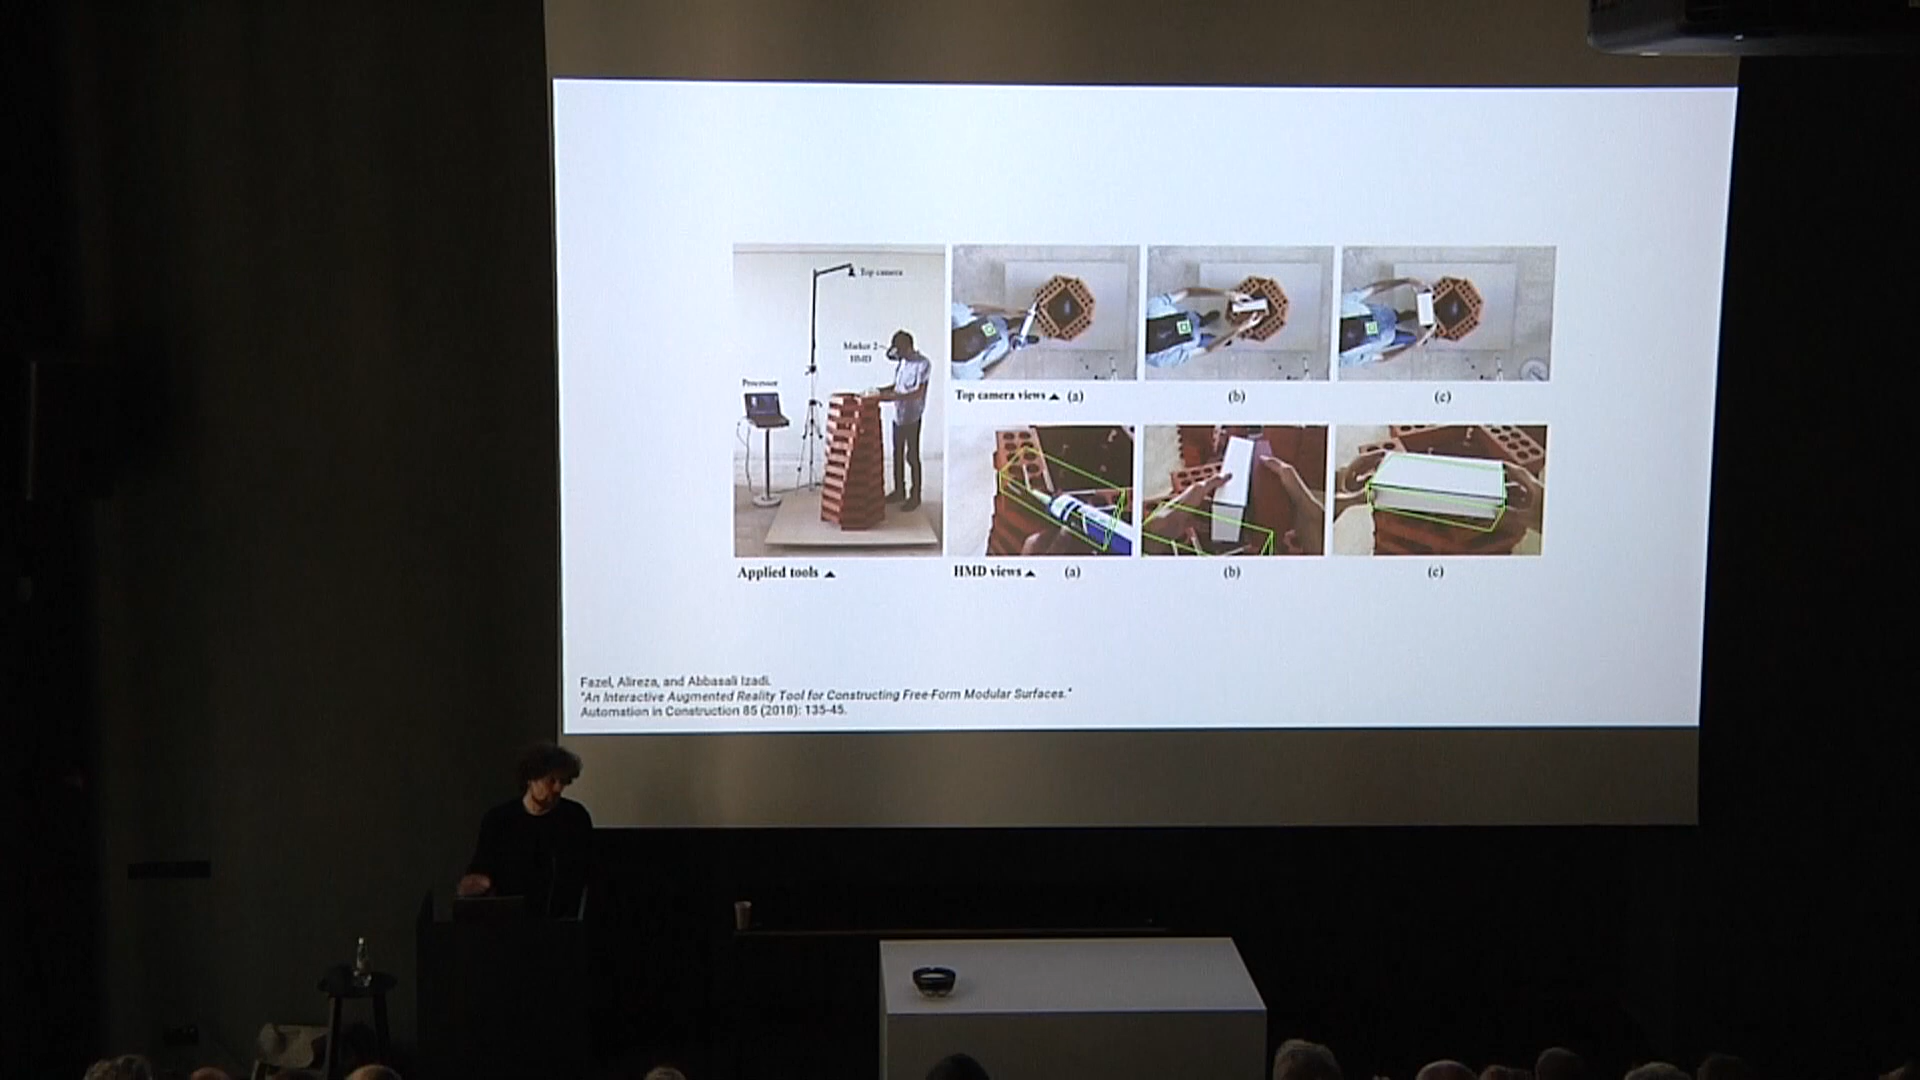 Top camera
Marker 2
HMD
Processor
Top camera views ▲ (a)
(b)
(c)
Applied tools ▲
HMD views ▲ (a)
(b)
(c)
Fazel, Alireza, and Abbasali Izadi.
"An Interactive Augmented Reality Tool for Constructing Free-Form Modular Surfaces."
Automation in Construction 85 (2018): 135-45.